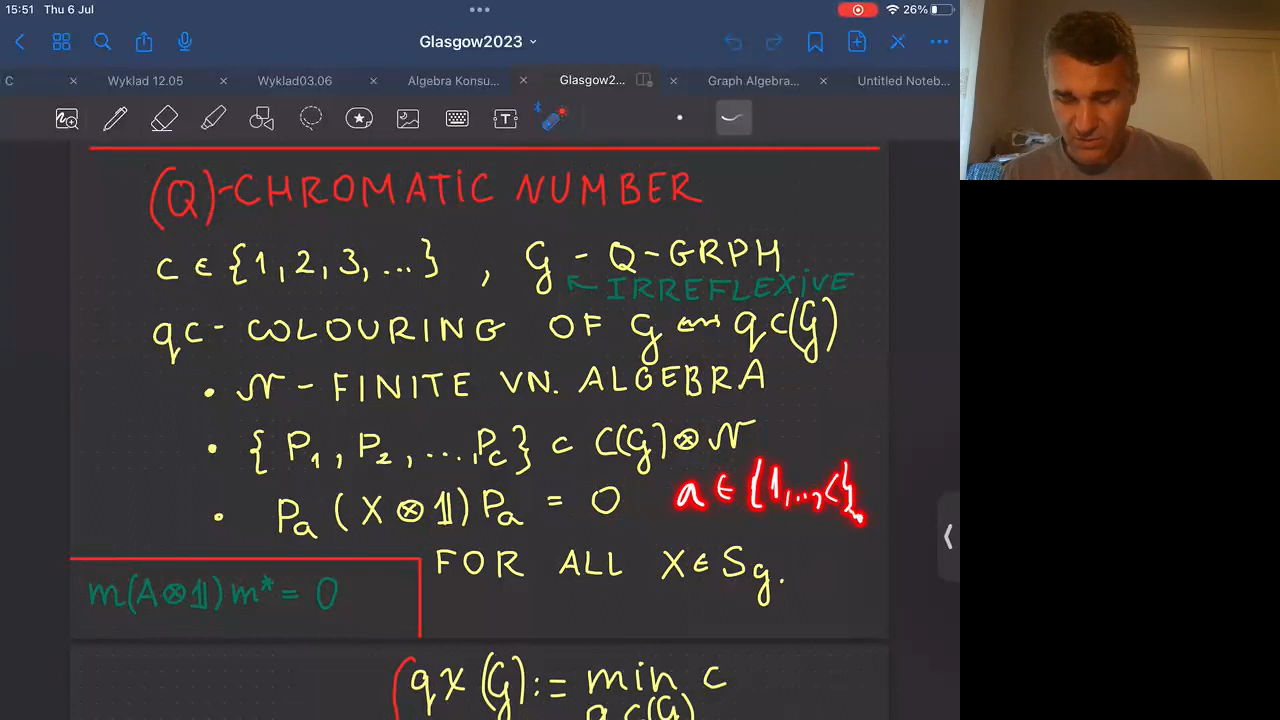 15:51 Thu 6 Jul
26%
Glasgow2023
C Wykład 12.05 Wyklad03.06 Algebra Konsu... Glasgow2... Graph Algebra... Untitled Noteb...
(Q)-CHROMATIC NUMBER
c ∈ {1, 2, 3, ...} , G - Q-GRPH
← IRREFLEXIVE
qc - COLOURING OF G ⟷ qc(G)
• N - FINITE VN. ALGEBRA
• { P₁, P₂, ..., P_c } ⊂ C(G) ⊗ N
• P_a ( X ⊗ 𝟙 ) P_a = 0 a ∈ {1, ..., c}
FOR ALL X ∈ S_G.
m(A ⊗ 𝟙) m* = 0
qχ (G) := min c
qc(G)